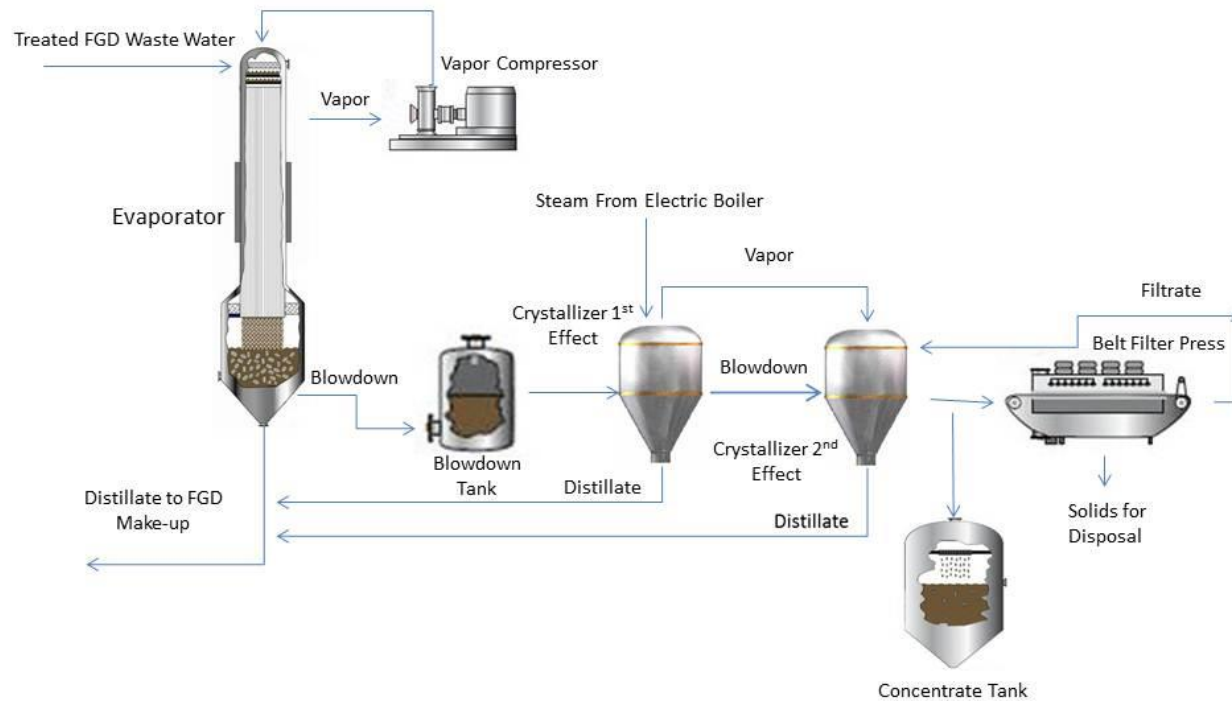 Treated FGD Waste Water
Vapor Compressor
Vapor
Steam From Electric Boiler
Evaporator
Vapor
Filtrate
Crystallizer 1st
Effect
Belt Filter Press
Blowdown
Blowdown
Blowdown
Tank
Crystallizer 2nd
Effect
Distillate
Distillate to FGD
Make-up
Distillate
Solids for
Disposal
Concentrate Tank